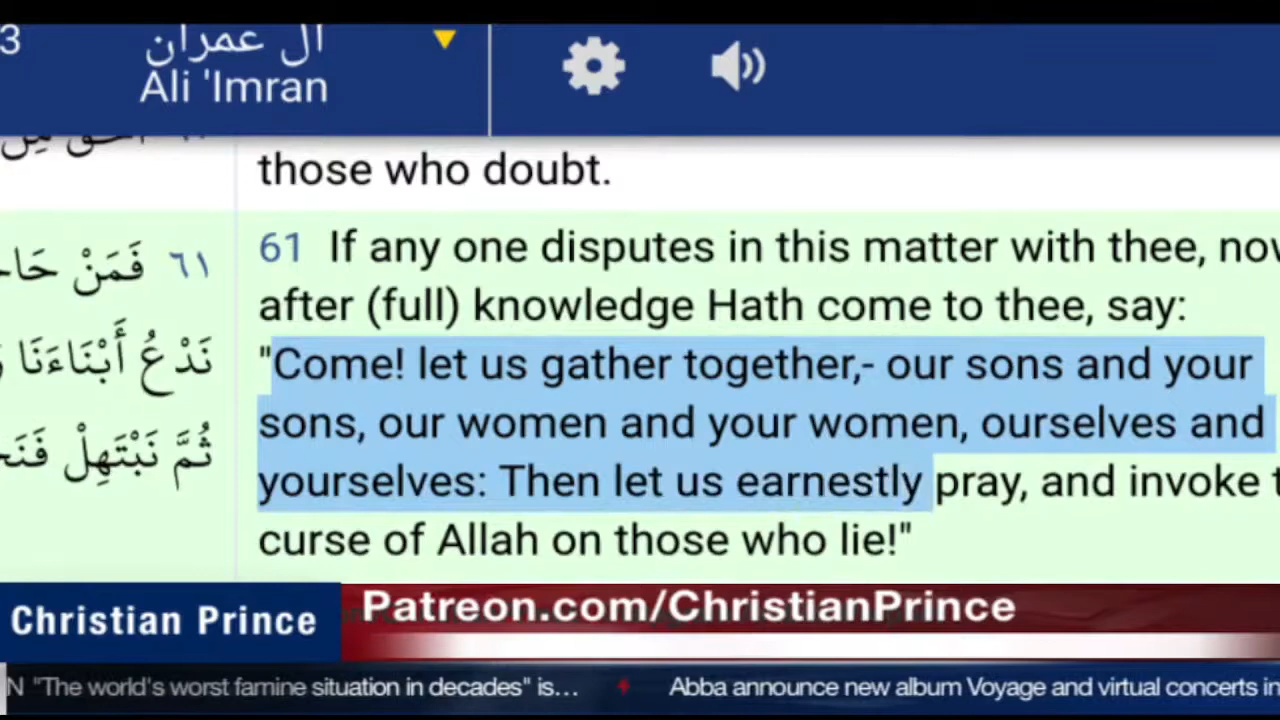 3
آل عمران
Ali 'Imran
those who doubt.
٦١ فَمَنْ
61 If any one disputes in this matter with thee,
after (full) knowledge Hath come to thee, say:
نَدْعُ أَبْنَاءَنَا
"Come! let us gather together,- our sons and your
sons, our women and your women, ourselves and
ثُمَّ نَبْتَهِلْ
yourselves: Then let us earnestly pray, and invoke
curse of Allah on those who lie!"
Christian Prince
Patreon.com/ChristianPrince
N "The world's worst famine situation in decades" is...
Abba announce new album Voyage and virtual concerts in